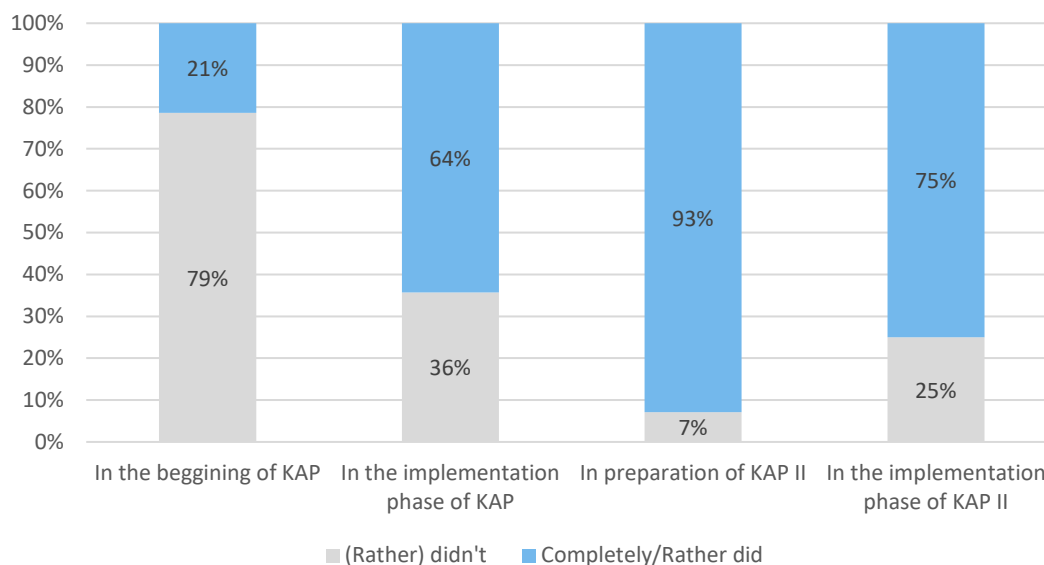 100%
90%
80%
70%
60%
50%
40%
30%
20%
10%
0%
21%
79%
64%
36%
93%
7%
75%
25%
In the beggining of KAP
In the implementation
phase of KAP
In preparation of KAP II
In the implementation
phase of KAP II
(Rather) didn't
Completely/Rather did